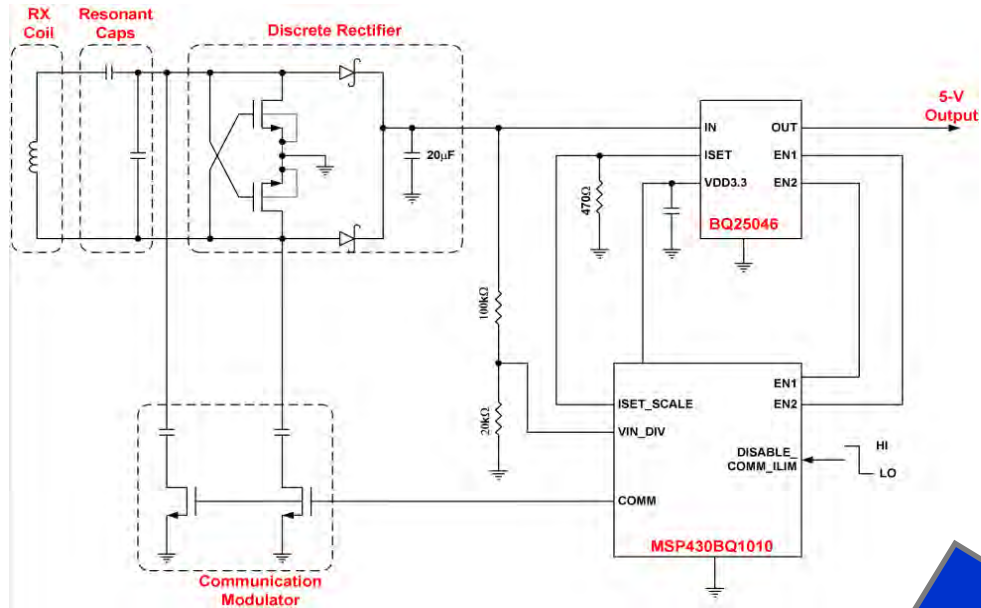 RX
Coil
Resonant
Caps
Discrete Rectifier
20µF
5-V
Output
IN
OUT
ISET
EN1
VDD3.3
EN2
BQ25046
470Ω
100kΩ
20kΩ
EN1
ISET_SCALE
EN2
VIN_DIV
DISABLE_
COMM_ILIM
HI
LO
COMM
MSP430BQ1010
Communication
Modulator